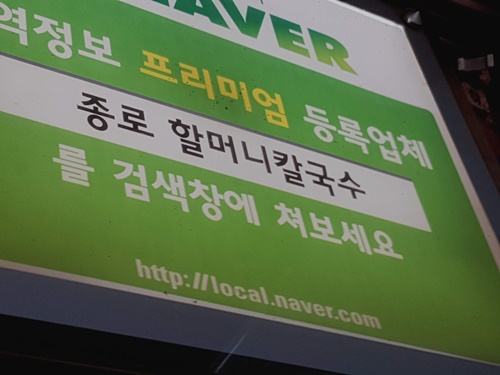 NAVER
역정보 프리미엄 등록업체
종로 할머니칼국수
를 검색창에 쳐보세요
http://local.naver.com